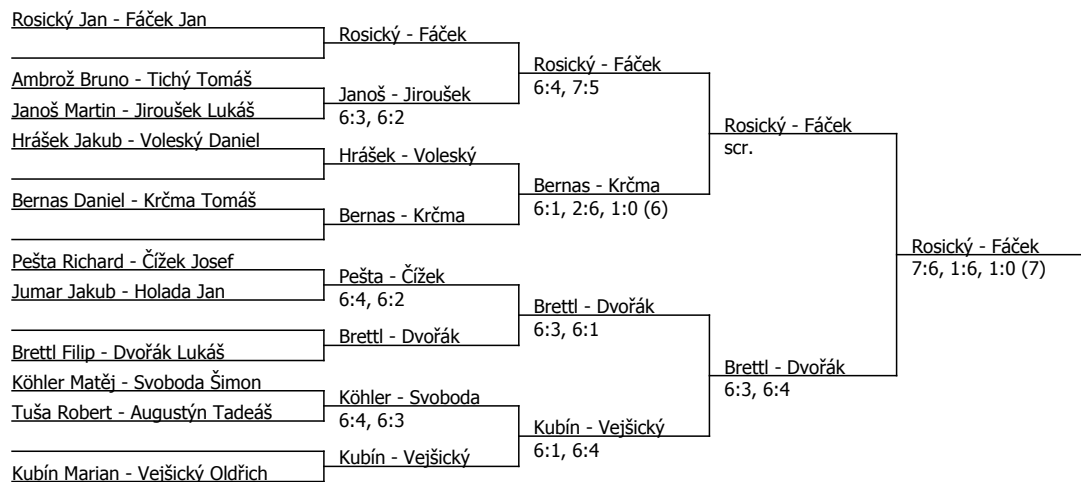 Rosický Jan - Fáček Jan
Ambrož Bruno - Tichý Tomáš
Janoš Martin - Jiroušek Lukáš
Hrášek Jakub - Voleský Daniel
Bernas Daniel - Krčma Tomáš
Pešta Richard - Čížek Josef
Jumar Jakub - Holada Jan
Brettl Filip - Dvořák Lukáš
Köhler Matěj - Svoboda Šimon
Tuša Robert - Augustýn Tadeáš
Kubín Marian - Vejšický Oldřich
Rosický - Fáček
Janoš - Jiroušek
6:3, 6:2
Hrášek - Voleský
Bernas - Krčma
Pešta - Čížek
6:4, 6:2
Brettl - Dvořák
Köhler - Svoboda
6:4, 6:3
Kubín - Vejšický
Rosický - Fáček
6:4, 7:5
Bernas - Krčma
6:1, 2:6, 1:0 (6)
Brettl - Dvořák
6:3, 6:1
Kubín - Vejšický
6:1, 6:4
Rosický - Fáček
scr.
Brettl - Dvořák
6:3, 6:4
Rosický - Fáček
7:6, 1:6, 1:0 (7)